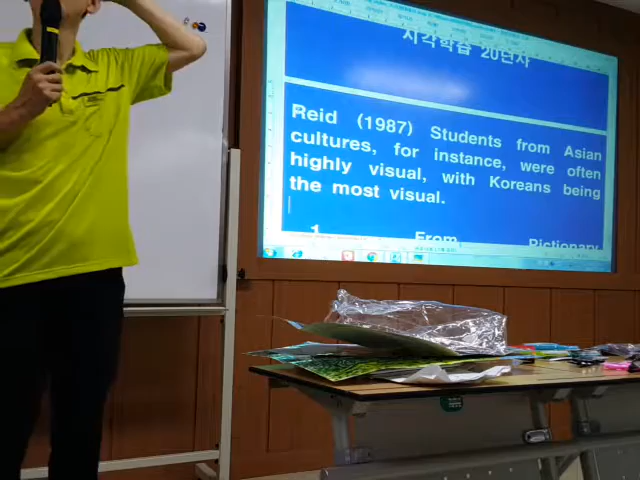 시각학습 20년사
Reid (1987) Students from Asian
cultures, for instance, were often
highly visual, with Koreans being
the most visual.
1 From Pictionary